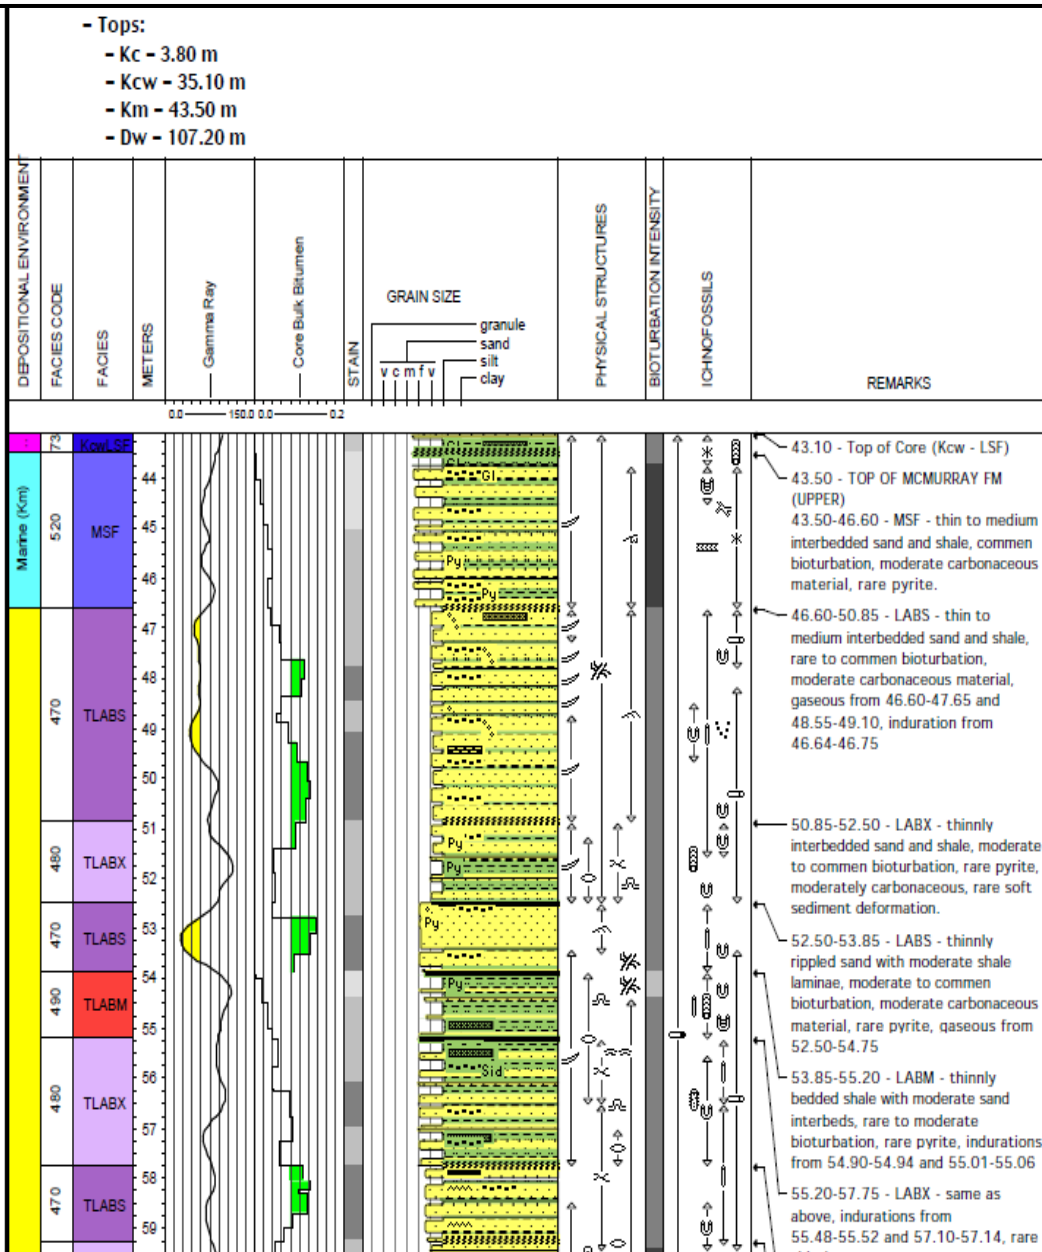 - Tops:
- Kc - 3.80 m
- Kcw - 35.10 m
- Km - 43.50 m
- Dw - 107.20 m
DEPOSITIONAL ENVIRONMENT
FACIES CODE
FACIES
METERS
Gamma Ray
Core Bulk Bitumen
STAIN
GRAIN SIZE
granule
sand
silt
clay
v c m f v
PHYSICAL STRUCTURES
BIOTURBATION INTENSITY
ICHNOFOSSILS
REMARKS
0.0 150.0 0.0 0.2
73
KcwLSF
Marine (Km)
520
MSF
470
TLABS
480
TLABX
470
TLABS
490
TLABM
480
TLABX
470
TLABS
44
45
46
47
48
49
50
51
52
53
54
55
56
57
58
59
Gl
Gl
Py
Py
Py
Py
Py
Py
Sid
43.10 - Top of Core (Kcw - LSF)
43.50 - TOP OF MCMURRAY FM
(UPPER)
43.50-46.60 - MSF - thin to medium
interbedded sand and shale, commen
bioturbation, moderate carbonaceous
material, rare pyrite.
46.60-50.85 - LABS - thin to
medium interbedded sand and shale,
rare to commen bioturbation,
moderate carbonaceous material,
gaseous from 46.60-47.65 and
48.55-49.10, induration from
46.64-46.75
50.85-52.50 - LABX - thinnly
interbedded sand and shale, moderate
to commen bioturbation, rare pyrite,
moderately carbonaceous, rare soft
sediment deformation.
52.50-53.85 - LABS - thinnly
rippled sand with moderate shale
laminae, moderate to commen
bioturbation, moderate carbonaceous
material, rare pyrite, gaseous from
52.50-54.75
53.85-55.20 - LABM - thinnly
bedded shale with moderate sand
interbeds, rare to moderate
bioturbation, rare pyrite, indurations
from 54.90-54.94 and 55.01-55.06
55.20-57.75 - LABX - same as
above, indurations from
55.48-55.52 and 57.10-57.14, rare